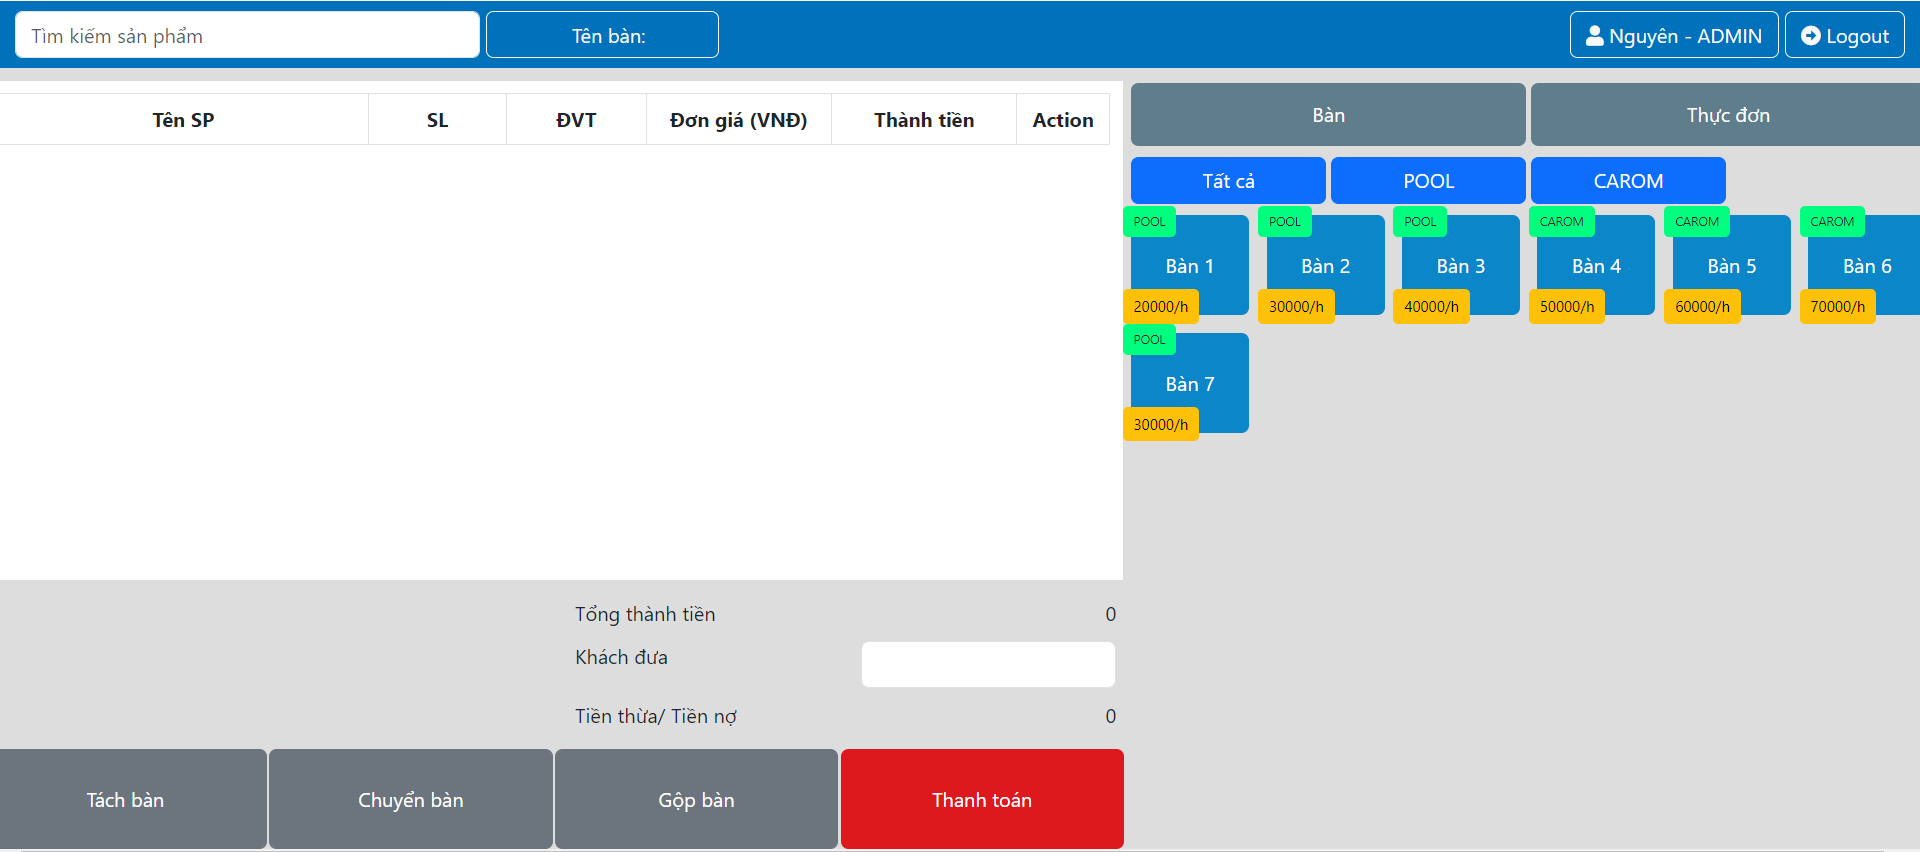 Tìm kiếm sản phẩm
Tên bàn:
Nguyên - ADMIN
Logout
Tên SP SL ĐVT Đơn giá (VNĐ) Thành tiền Action
Bàn
Thực đơn
Tất cả
POOL
CAROM
POOL
Bàn 1
20000/h
POOL
Bàn 2
30000/h
POOL
Bàn 3
40000/h
CAROM
Bàn 4
50000/h
CAROM
Bàn 5
60000/h
CAROM
Bàn 6
70000/h
POOL
Bàn 7
30000/h
Tổng thành tiền 0
Khách đưa
Tiền thừa/ Tiền nợ 0
Tách bàn
Chuyển bàn
Gộp bàn
Thanh toán